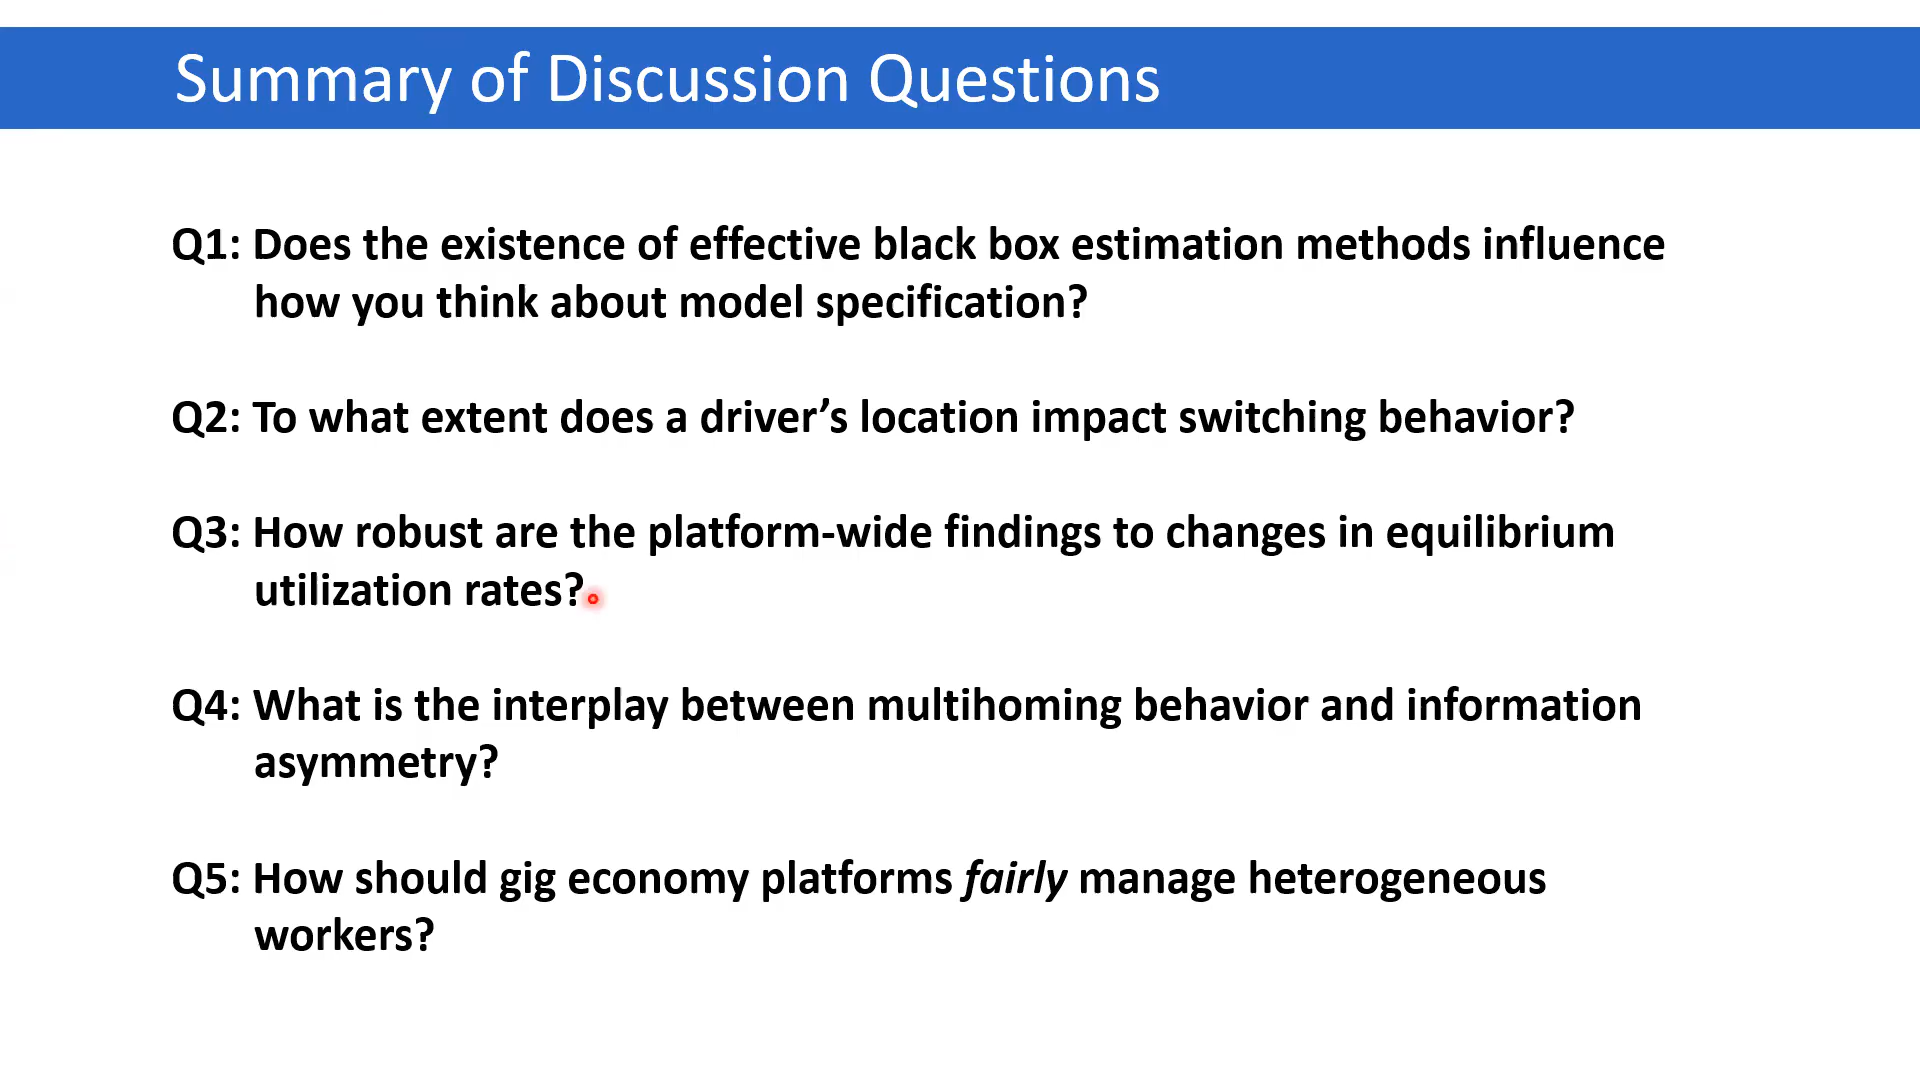 Summary of Discussion Questions
Q1: Does the existence of effective black box estimation methods influence
how you think about model specification?
Q2: To what extent does a driver’s location impact switching behavior?
Q3: How robust are the platform-wide findings to changes in equilibrium
utilization rates?
Q4: What is the interplay between multihoming behavior and information
asymmetry?
Q5: How should gig economy platforms fairly manage heterogeneous
workers?